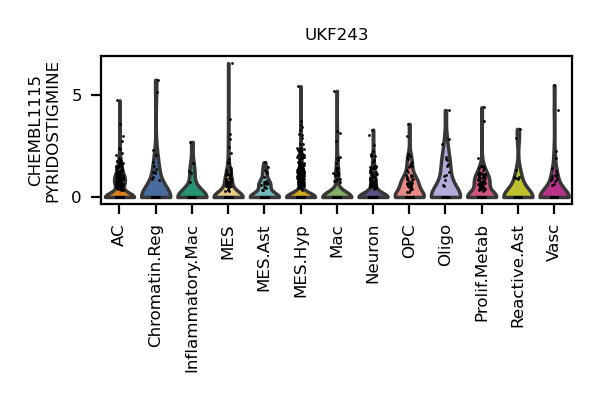 UKF243
CHEMBL1115
PYRIDOSTIGMINE
5
0
AC
Chromatin.Reg
Inflammatory.Mac
MES
MES.Ast
MES.Hyp
Mac
Neuron
OPC
Oligo
Prolif.Metab
Reactive.Ast
Vasc